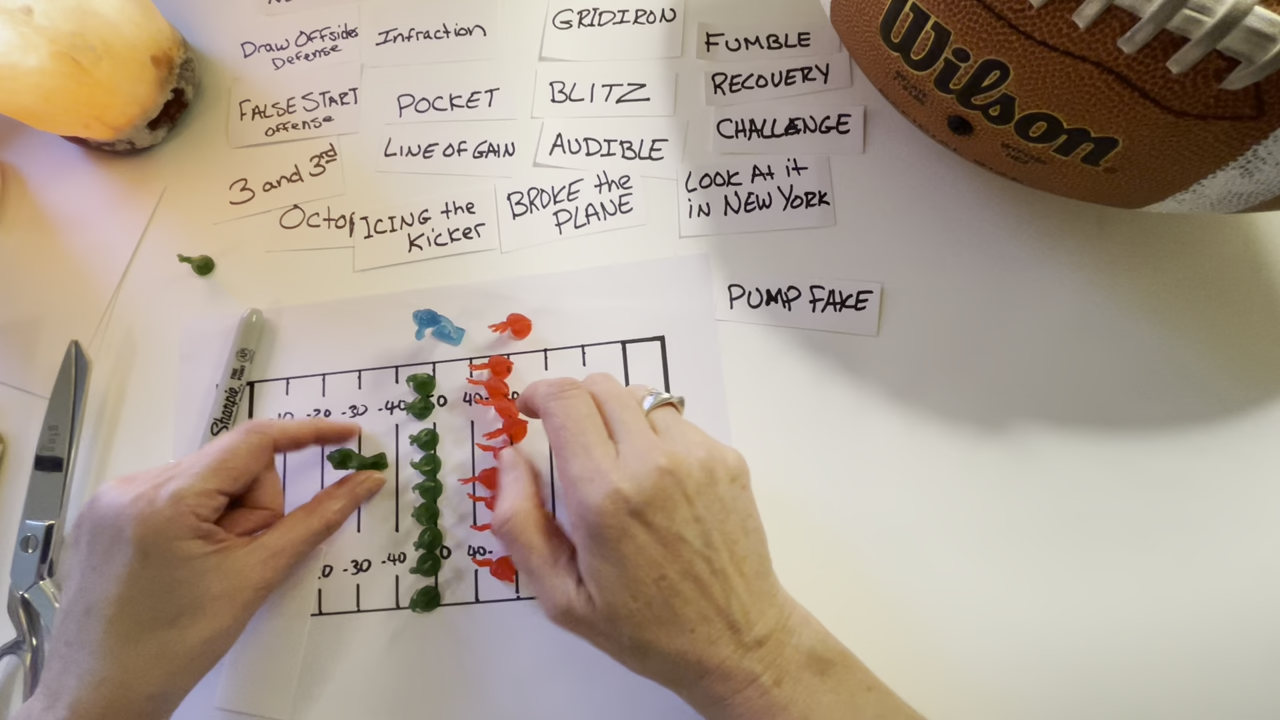 Draw Offsides
Defense
Infraction
GRIDIRON
FUMBLE
RECOVERY
FALSE START
offense
POCKET
BLITZ
CHALLENGE
LINE OF GAIN
AUDIBLE
3 and 3rd
LOOK At it
in NEW YORK
BROKE the
PLANE
ICING the
Kicker
PUMP FAKE
Wilson
Sharpie
-20 -30 -40
40-
-30 -40
40-